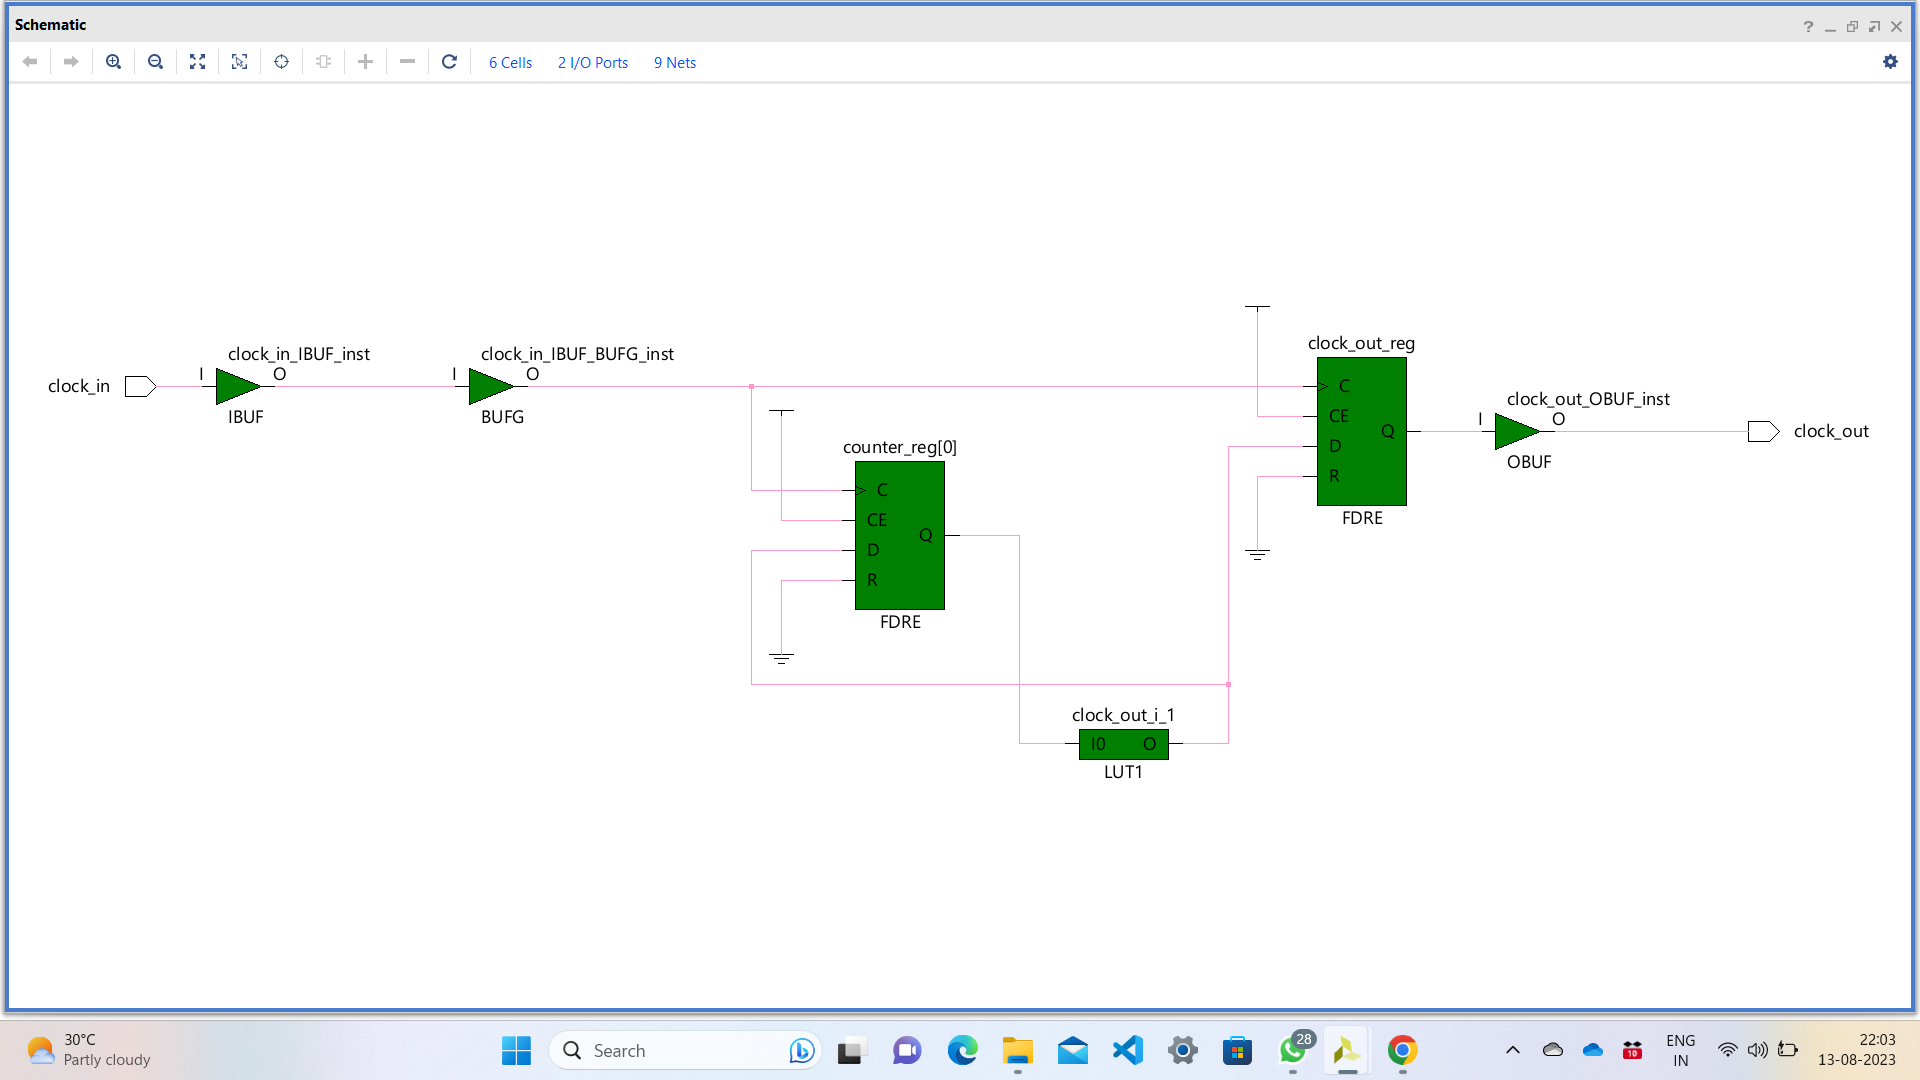 Schematic
?
6 Cells 2 I/O Ports 9 Nets
clock_in
clock_in_IBUF_inst
I O
IBUF
clock_in_IBUF_BUFG_inst
I O
BUFG
counter_reg[0]
C
CE
D
R
Q
FDRE
clock_out_i_1
I0 O
LUT1
clock_out_reg
C
CE
D
R
Q
FDRE
clock_out_OBUF_inst
I O
OBUF
clock_out
30°C
Partly cloudy
Search
28
10
ENG
IN
22:03
13-08-2023